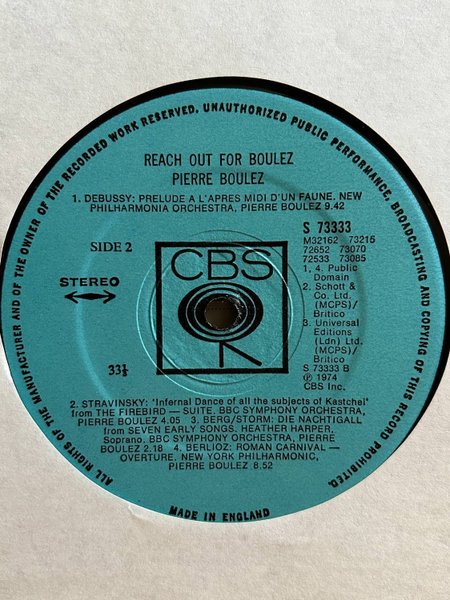 ALL RIGHTS OF THE MANUFACTURER AND OF THE OWNER OF THE RECORDED WORK RESERVED. UNAUTHORIZED PUBLIC PERFORMANCE, BROADCASTING AND COPYING OF THIS RECORD PROHIBITED.
REACH OUT FOR BOULEZ
PIERRE BOULEZ
1. DEBUSSY: PRELUDE A L'APRES MIDI D'UN FAUNE. NEW
PHILHARMONIA ORCHESTRA, PIERRE BOULEZ 9.42
SIDE 2
STEREO
33⅓
CBS
S 73333
M32162 73215
72652 73070
72533 73085
1, 4. Public
Domain
2. Schott &
Co. Ltd.
(MCPS)/
Britico
3. Universal
Editions
(Ldn) Ltd.
(MCPS)/
Britico
S 73333 B
℗ 1974
CBS Inc.
2. STRAVINSKY: 'Infernal Dance of all the subjects of Kastchei'
from THE FIREBIRD — SUITE. BBC SYMPHONY ORCHESTRA,
PIERRE BOULEZ 4.05 3. BERG/STORM: DIE NACHTIGALL
from SEVEN EARLY SONGS. HEATHER HARPER,
Soprano. BBC SYMPHONY ORCHESTRA, PIERRE
BOULEZ 2.18 4. BERLIOZ: ROMAN CARNIVAL —
OVERTURE. NEW YORK PHILHARMONIC,
PIERRE BOULEZ 8.52
MADE IN ENGLAND